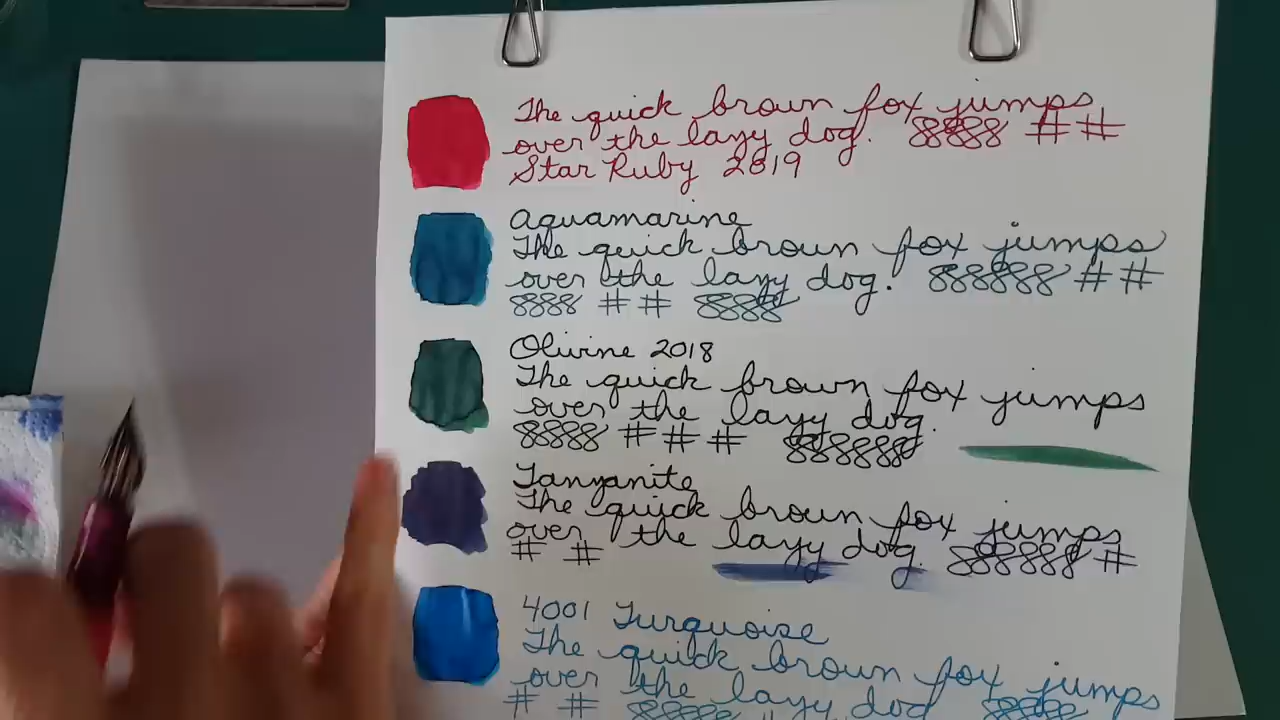 The quick brown fox jumps
over the lazy dog. 8888 # #
Star Ruby 2819
Aquamarine
The quick brown fox jumps
over the lazy dog. 888888 # #
8888 # # 8888
Olivine 2018
The quick brown fox jumps
over the lazy dog.
8888 # # # 888888
Tanzanite
The quick brown fox jumps
over the lazy dog. 888888 #
# #
4001 Turquoise
The quick brown fox jumps
over the lazy dog.
# #